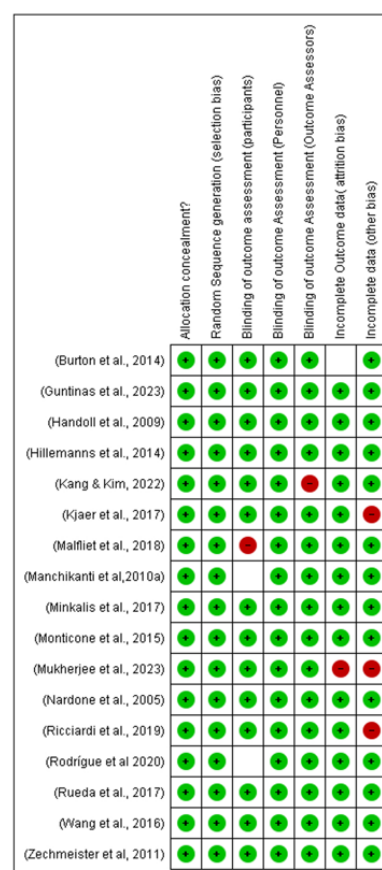 Allocation concealment?
Random Sequence generation (selection bias)
Blinding of outcome assessment (participants)
Blinding of outcome Assessment (Personnel)
Blinding of outcome Assessment (Outcome Assessors)
Incomplete Outcome data( attrition bias)
Incomplete data (other bias)
(Burton et al., 2014) + + + + + +
(Guntinas et al., 2023) + + + + + + +
(Handoll et al., 2009) + + + + + + +
(Hillemanns et al., 2014) + + + + + + +
(Kang & Kim, 2022) + + + + - + +
(Kjaer et al., 2017) + + + + + + -
(Malfliet et al., 2018) + + - + + + +
(Manchikanti et al,2010a) + + + + + +
(Minkalis et al., 2017) + + + + + + +
(Monticone et al., 2015) + + + + + + +
(Mukherjee et al., 2023) + + + + + - -
(Nardone et al., 2005) + + + + + + +
(Ricciardi et al., 2019) + + + + + + -
(Rodrígue et al 2020) + + + + + +
(Rueda et al., 2017) + + + + + + +
(Wang et al., 2016) + + + + + + +
(Zechmeister et al, 2011) + + + + + + +